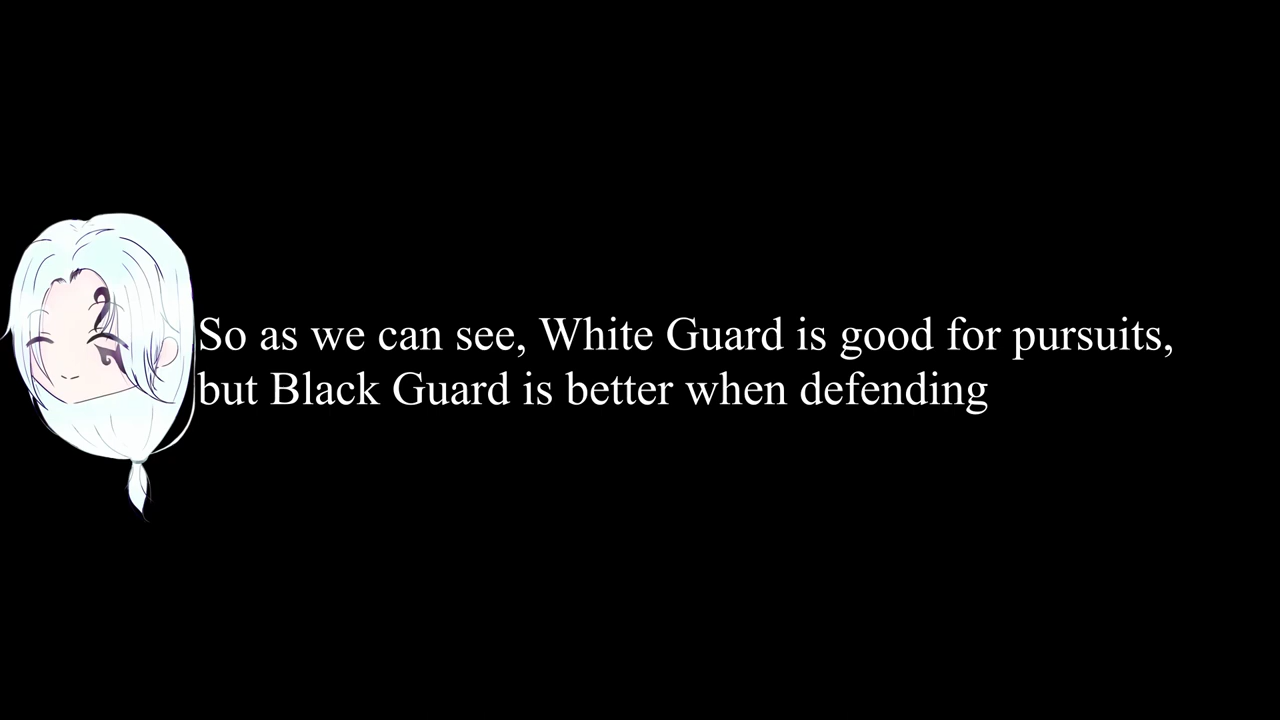 So as we can see, White Guard is good for pursuits,
but Black Guard is better when defending